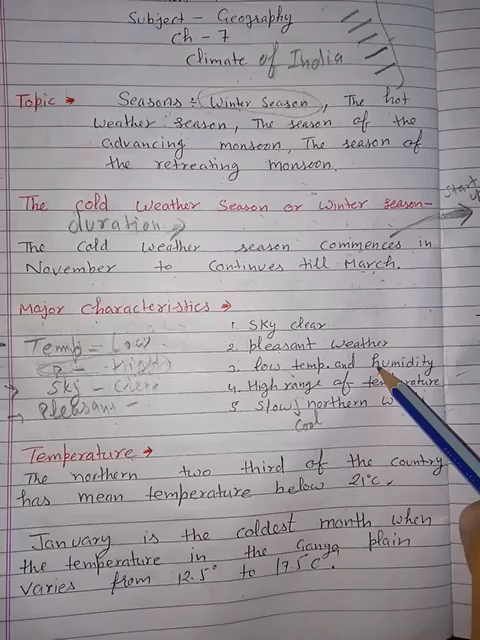 Subject - Geography
Ch - 7
Climate of India
Topic → Seasons :- Winter Season, The hot
weather season, The season of the
advancing monsoon, The season of
the retreating monsoon.
The cold weather Season or Winter season-
duration →
Start
The cold weather season commences in
November to continues till March.
Major Characteristics →
1. Sky clear
Temp - Low
2. pleasant weather
3. low temp. and humidity
Sky - Clear
4. High range of temperature
Pleasant -
5. Slow northern
Cool
Temperature →
The northern two third of the country
has mean temperature below 21°C.
January is the coldest month when
the temperature in the Ganga plain
varies from 12.5° to 17.5°C.